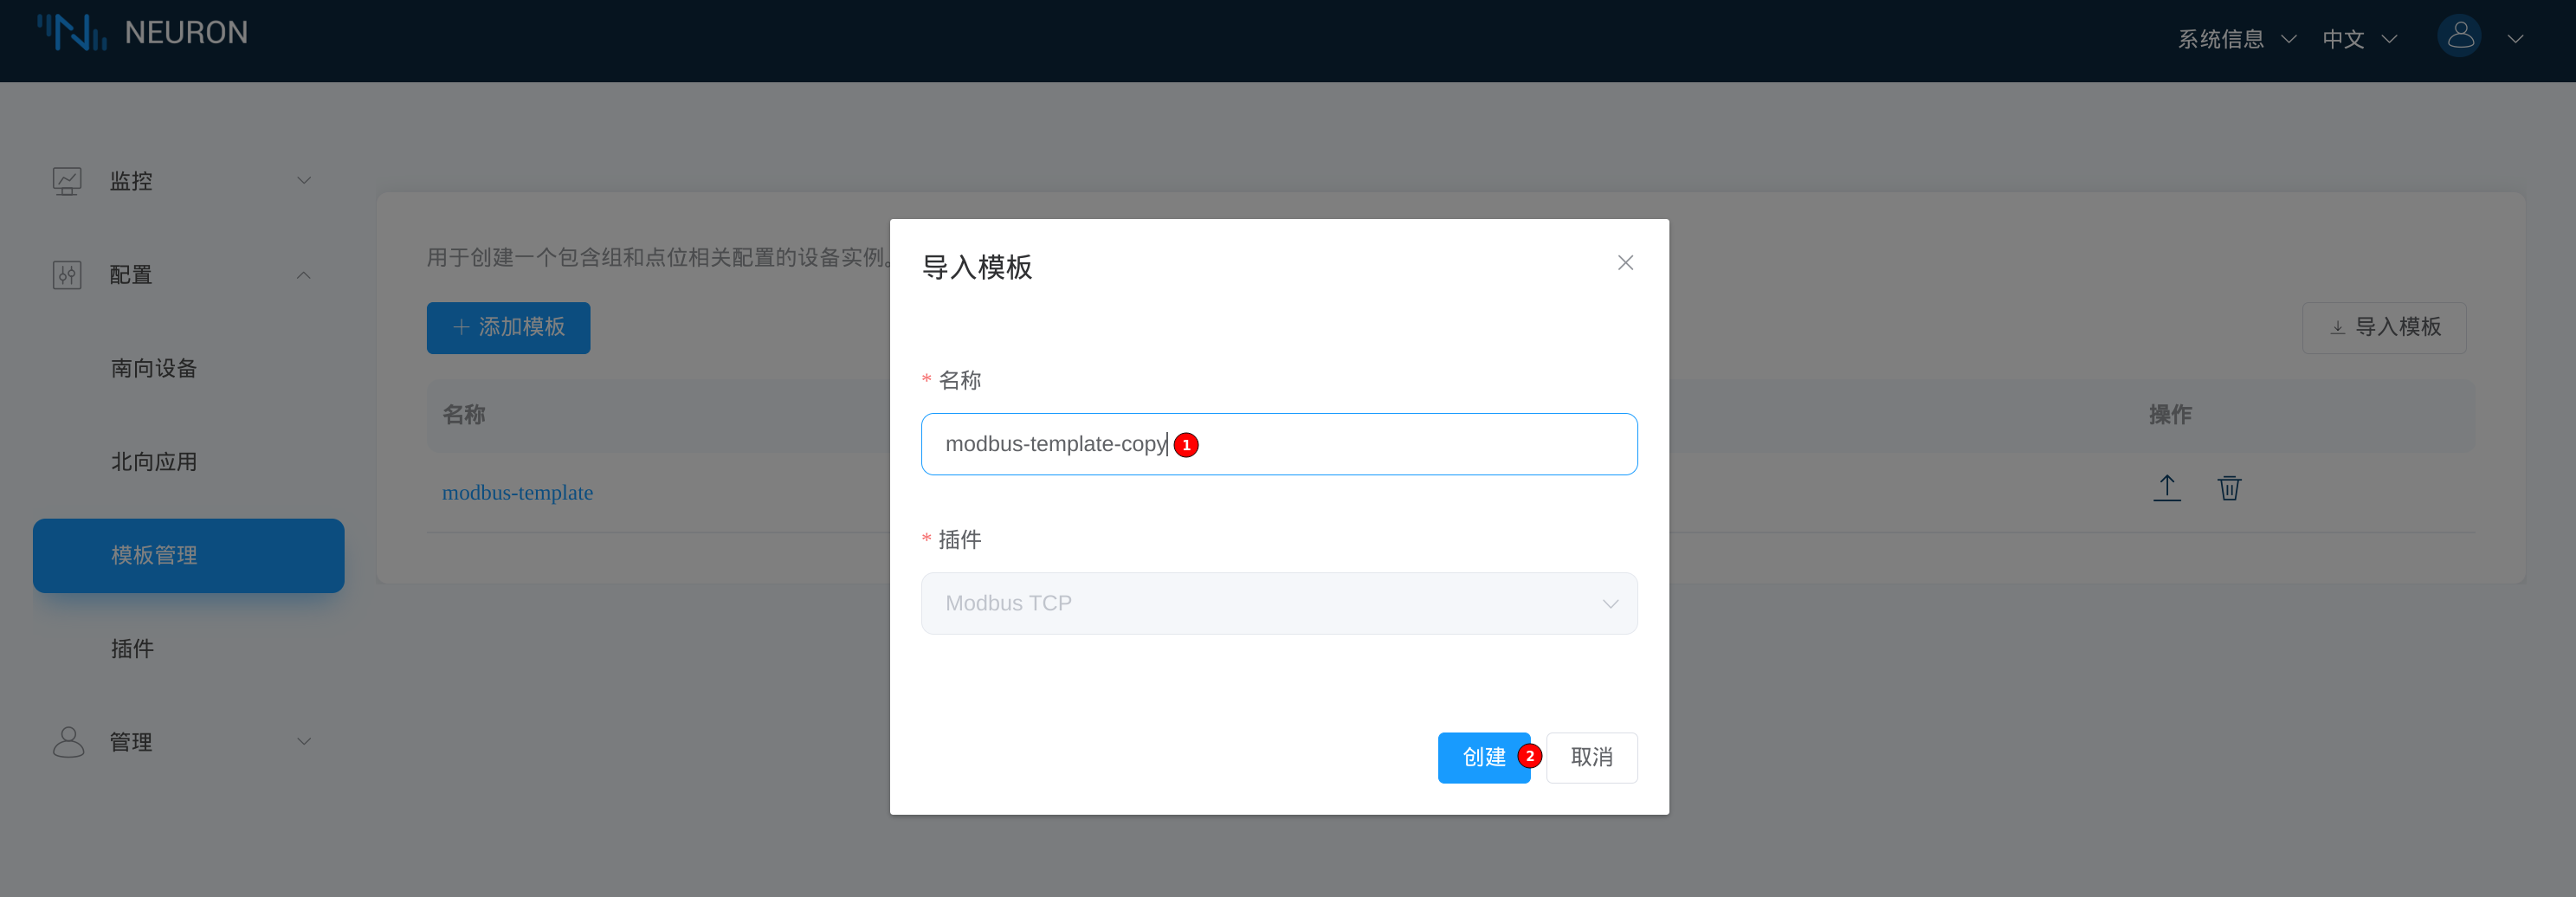 NEURON
系统信息 中文
监控
配置
南向设备
北向应用
模板管理
插件
管理
用于创建一个包含组和点位相关配置的设备实例。
+ 添加模板
导入模板
名称 操作
modbus-template
导入模板
* 名称
modbus-template-copy 1
* 插件
Modbus TCP
创建 2 取消